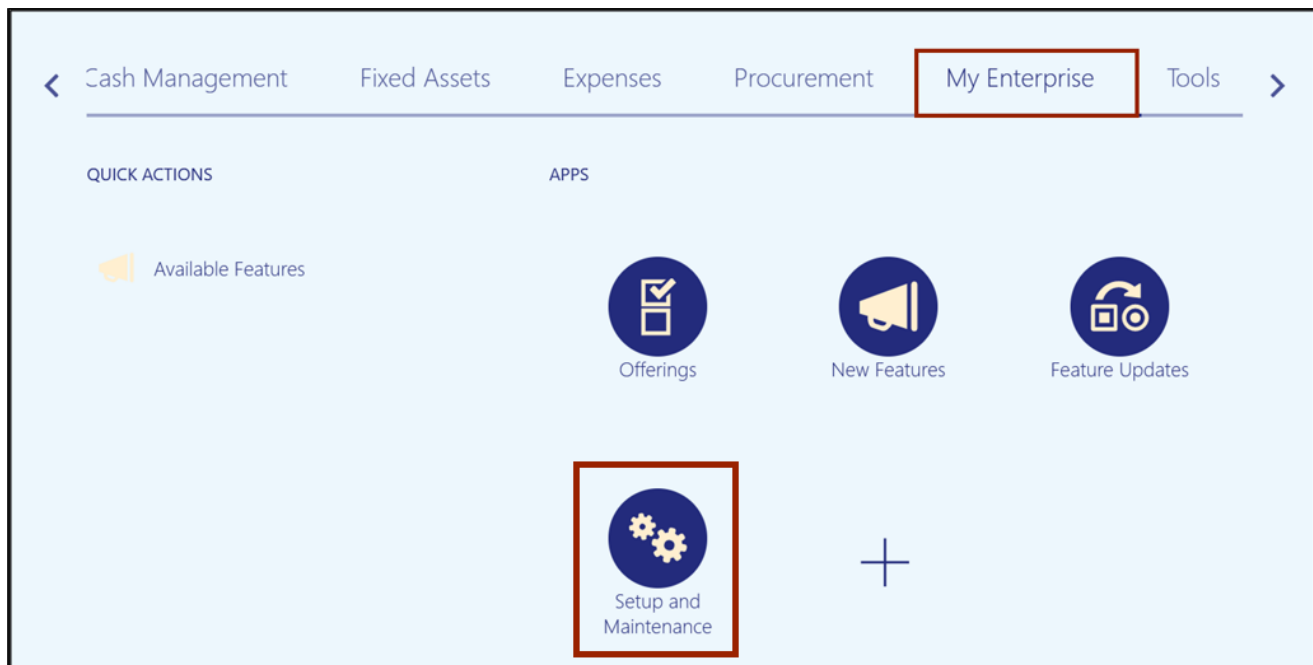 Cash Management Fixed Assets Expenses Procurement My Enterprise Tools
QUICK ACTIONS
APPS
Available Features
Offerings
New Features
Feature Updates
Setup and
Maintenance